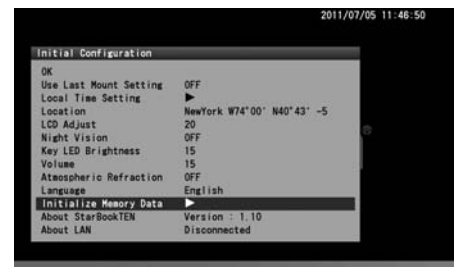 2011/07/05 11:46:50
Initial Configuration
OK
Use Last Mount Setting OFF
Local Time Setting ▶
Location NewYork W74°00' N40°43' -5
LCD Adjust 20
Night Vision OFF
Key LED Brightness 15
Volume 15
Atmospheric Refraction OFF
Language English
Initialize Memory Data ▶
About StarBookTEN Version : 1.10
About LAN Disconnected